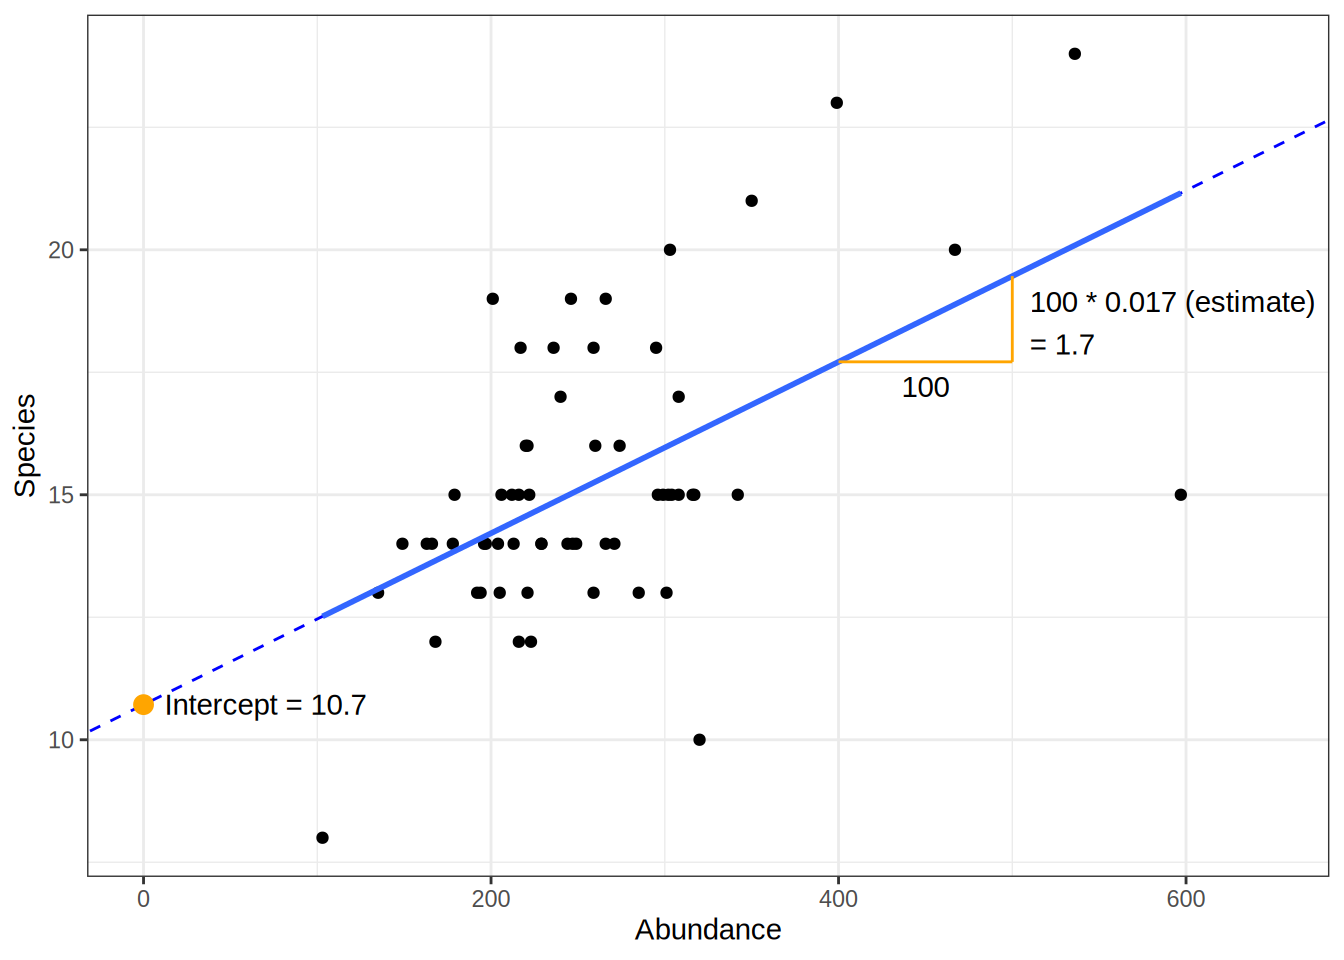 20
15
10
Species
100 * 0.017 (estimate)
= 1.7
100
Intercept = 10.7
0
200
400
600
Abundance